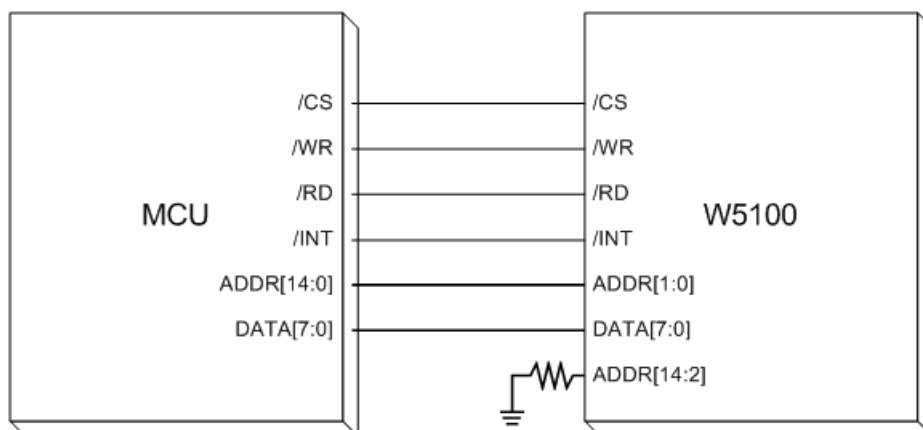 /CS
/CS
/WR
/WR
/RD
/RD
MCU
W5100
/INT
/INT
ADDR[14:0]
ADDR[1:0]
DATA[7:0]
DATA[7:0]
ADDR[14:2]